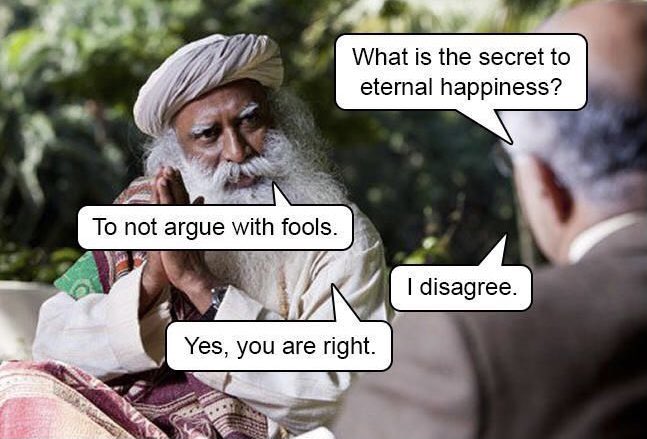 What is the secret to
eternal happiness?
To not argue with fools.
I disagree.
Yes, you are right.